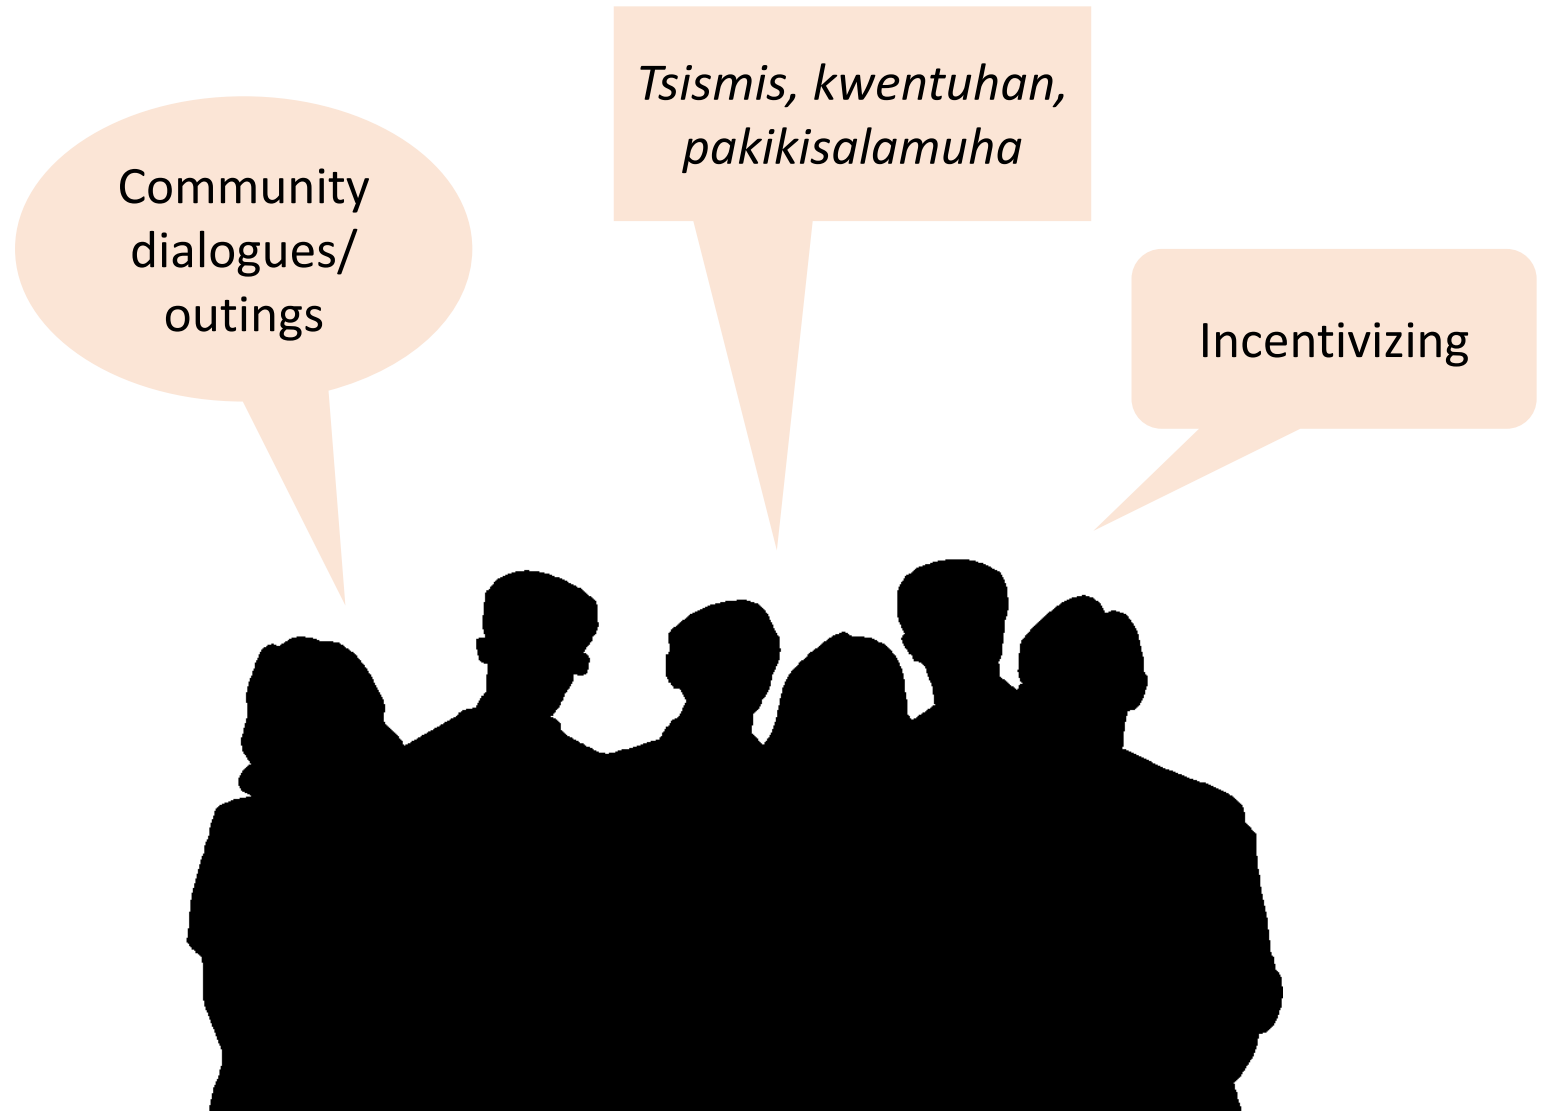 Community
dialogues/
outings
Tsismis, kwentuhan,
pakikisalamuha
Incentivizing